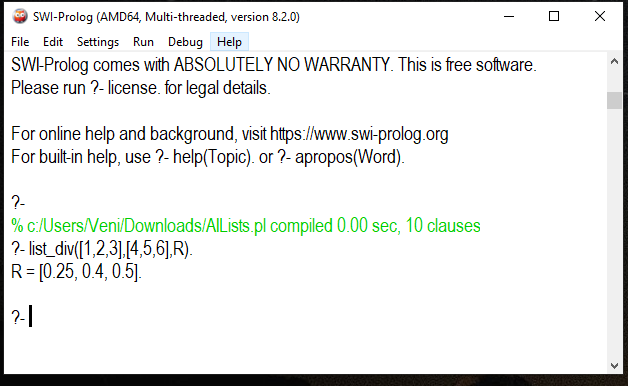 SWI-Prolog (AMD64, Multi-threaded, version 8.2.0)
File Edit Settings Run Debug Help
SWI-Prolog comes with ABSOLUTELY NO WARRANTY. This is free software.
Please run ?- license. for legal details.
For online help and background, visit https://www.swi-prolog.org
For built-in help, use ?- help(Topic). or ?- apropos(Word).
?-
% c:/Users/Veni/Downloads/AILists.pl compiled 0.00 sec, 10 clauses
?- list_div([1,2,3],[4,5,6],R).
R = [0.25, 0.4, 0.5].
?-